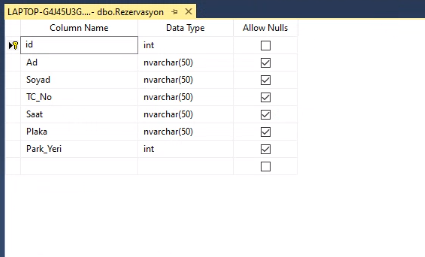 LAPTOP-G4J45U3G.... - dbo.Rezervasyon
Column Name Data Type Allow Nulls
id int
Ad nvarchar(50)
Soyad nvarchar(50)
TC_No nvarchar(50)
Saat nvarchar(50)
Plaka nvarchar(50)
Park_Yeri int